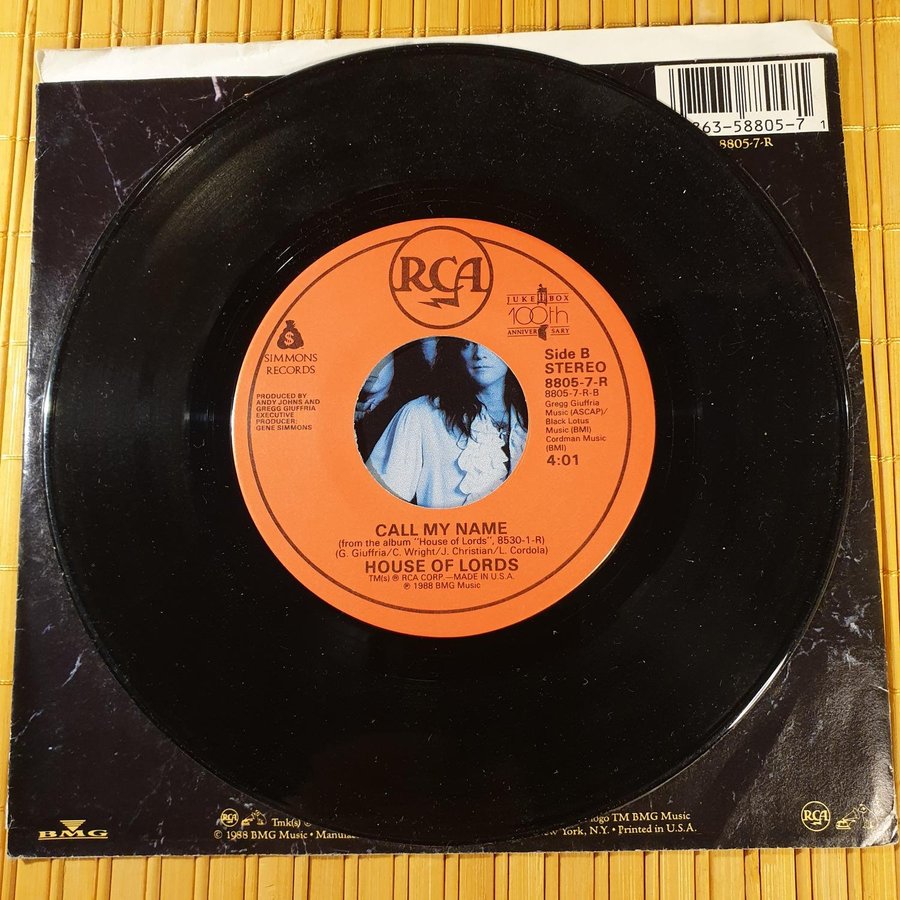 863-58805-7 1
8805-7-R
RCA
JUKEBOX
100th
ANNIVERSARY
$
SIMMONS
RECORDS
PRODUCED BY
ANDY JOHNS AND
GREGG GIUFFRIA
EXECUTIVE
PRODUCER:
GENE SIMMONS
Side B
STEREO
8805-7-R
8805-7-R-B
Gregg Giuffria
Music (ASCAP)/
Black Lotus
Music (BMI)
Cordman Music
(BMI)
4:01
CALL MY NAME
(from the album "House of Lords", 8530-1-R)
(G. Giuffria/C. Wright/J. Christian/L. Cordola)
HOUSE OF LORDS
TM(s) ® RCA CORP.—MADE IN U.S.A.
℗ 1988 BMG Music
BMG
RCA
Tmk(s) ®
© 1988 BMG Music • Manufac
logo TM BMG Music
York, N.Y. • Printed in U.S.A.
RCA